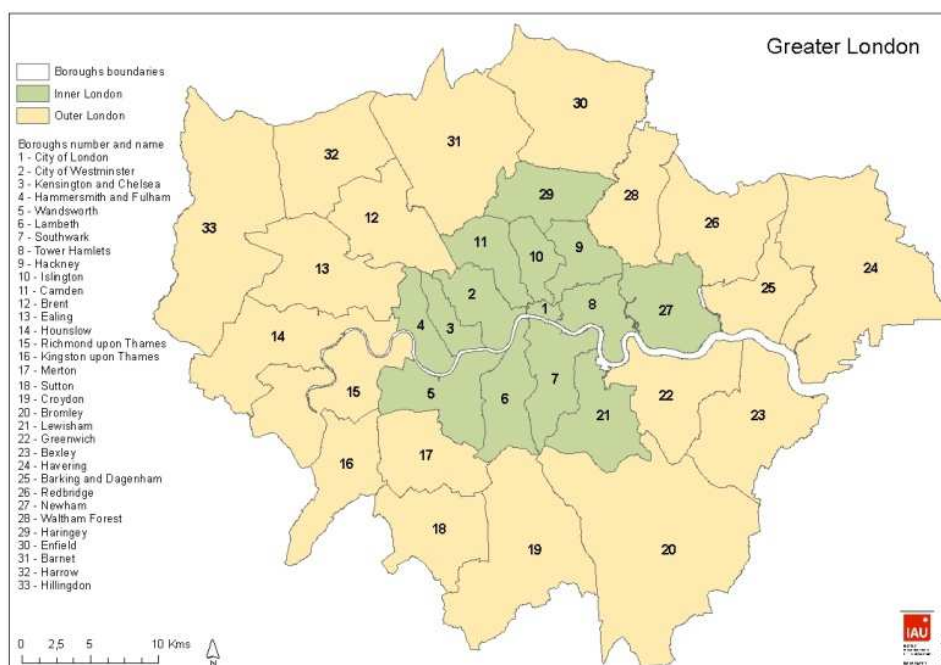 Greater London
Boroughs boundaries
Inner London
Outer London
Boroughs number and name
1 - City of London
2 - City of Westminster
3 - Kensington and Chelsea
4 - Hammersmith and Fulham
5 - Wandsworth
6 - Lambeth
7 - Southwark
8 - Tower Hamlets
9 - Hackney
10 - Islington
11 - Camden
12 - Brent
13 - Ealing
14 - Hounslow
15 - Richmond upon Thames
16 - Kingston upon Thames
17 - Merton
18 - Sutton
19 - Croydon
20 - Bromley
21 - Lewisham
22 - Greenwich
23 - Bexley
24 - Havering
25 - Barking and Dagenham
26 - Redbridge
27 - Newham
28 - Waltham Forest
29 - Haringey
30 - Enfield
31 - Barnet
32 - Harrow
33 - Hillingdon
30
31
32
29
28
12
33
26
11
10
9
13
24
2
27
25
1
8
4
3
14
15
5
6
7
21
22
23
17
16
18
19
20
0 2,5 5 10 Kms
N
IAU